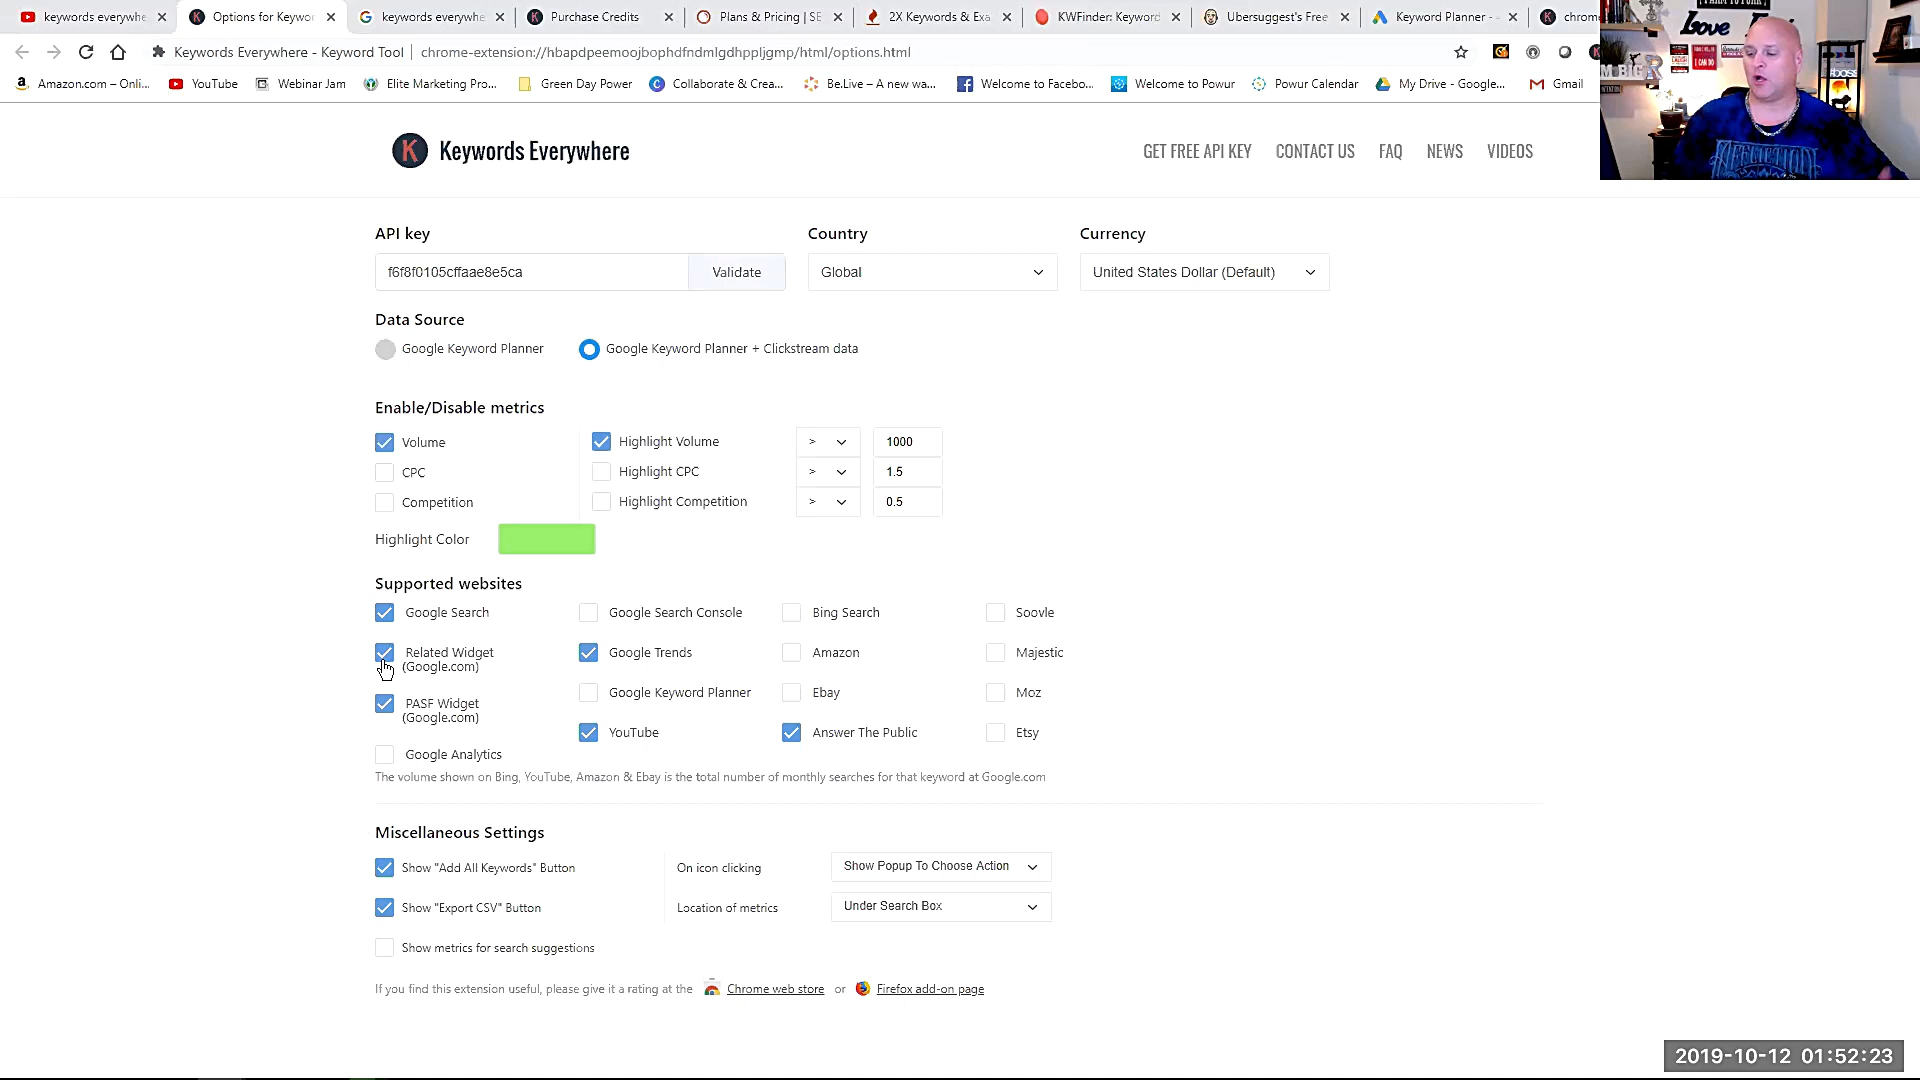 keywords everywhe
Options for Keywor
keywords everywhe
Purchase Credits
Plans & Pricing | SE
2X Keywords & Exa
KWFinder: Keyword
Ubersuggest's Free
Keyword Planner -
chrom
Keywords Everywhere - Keyword Tool
chrome-extension://hbapdpeemoojbophdfndmlgdhppljgmp/html/options.html
Amazon.com – Onli...
YouTube
Webinar Jam
Elite Marketing Pro...
Green Day Power
Collaborate & Crea...
Be.Live – A new wa...
Welcome to Facebo...
Welcome to Powur
Powur Calendar
My Drive - Google...
Gmail
Love
I CAN DO
#BOSS
AFFLICTION
K Keywords Everywhere
GET FREE API KEY
CONTACT US
FAQ
NEWS
VIDEOS
API key
Country
Currency
f6f8f0105cffaae8e5ca
Validate
Global
United States Dollar (Default)
Data Source
Google Keyword Planner
Google Keyword Planner + Clickstream data
Enable/Disable metrics
Volume
Highlight Volume > 1000
CPC
Highlight CPC > 1.5
Competition
Highlight Competition > 0.5
Highlight Color
Supported websites
Google Search
Google Search Console
Bing Search
Soovle
Related Widget
(Google.com)
Google Trends
Amazon
Majestic
PASF Widget
(Google.com)
Google Keyword Planner
Ebay
Moz
YouTube
Answer The Public
Etsy
Google Analytics
The volume shown on Bing, YouTube, Amazon & Ebay is the total number of monthly searches for that keyword at Google.com
Miscellaneous Settings
Show "Add All Keywords" Button
On icon clicking
Show Popup To Choose Action
Show "Export CSV" Button
Location of metrics
Under Search Box
Show metrics for search suggestions
If you find this extension useful, please give it a rating at the Chrome web store or Firefox add-on page
2019-10-12 01:52:23